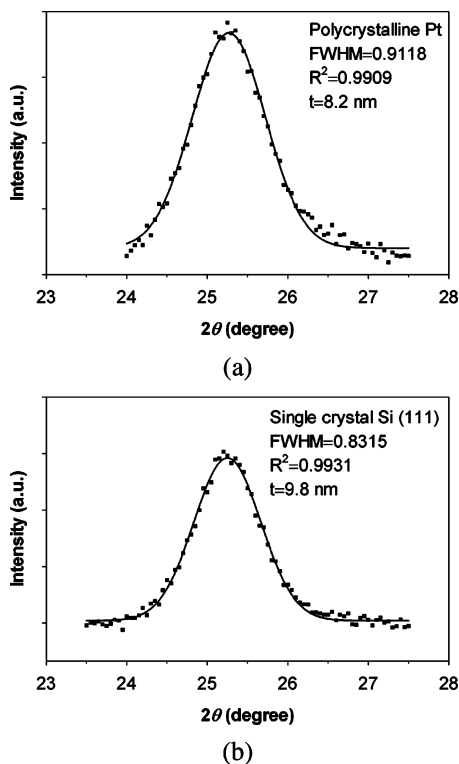 Polycrystalline Pt
FWHM=0.9118
R²=0.9909
t=8.2 nm
Intensity (a.u.)
23 24 25 26 27 28
2θ (degree)
(a)
Single crystal Si (111)
FWHM=0.8315
R²=0.9931
t=9.8 nm
Intensity (a.u.)
23 24 25 26 27 28
2θ (degree)
(b)